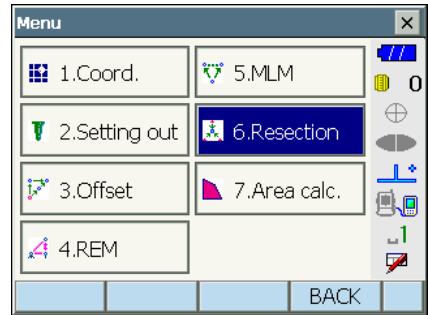 Menu
1.Coord.
5.MLM
2.Setting out
6.Resection
3.Offset
7.Area calc.
4.REM
0
1
BACK